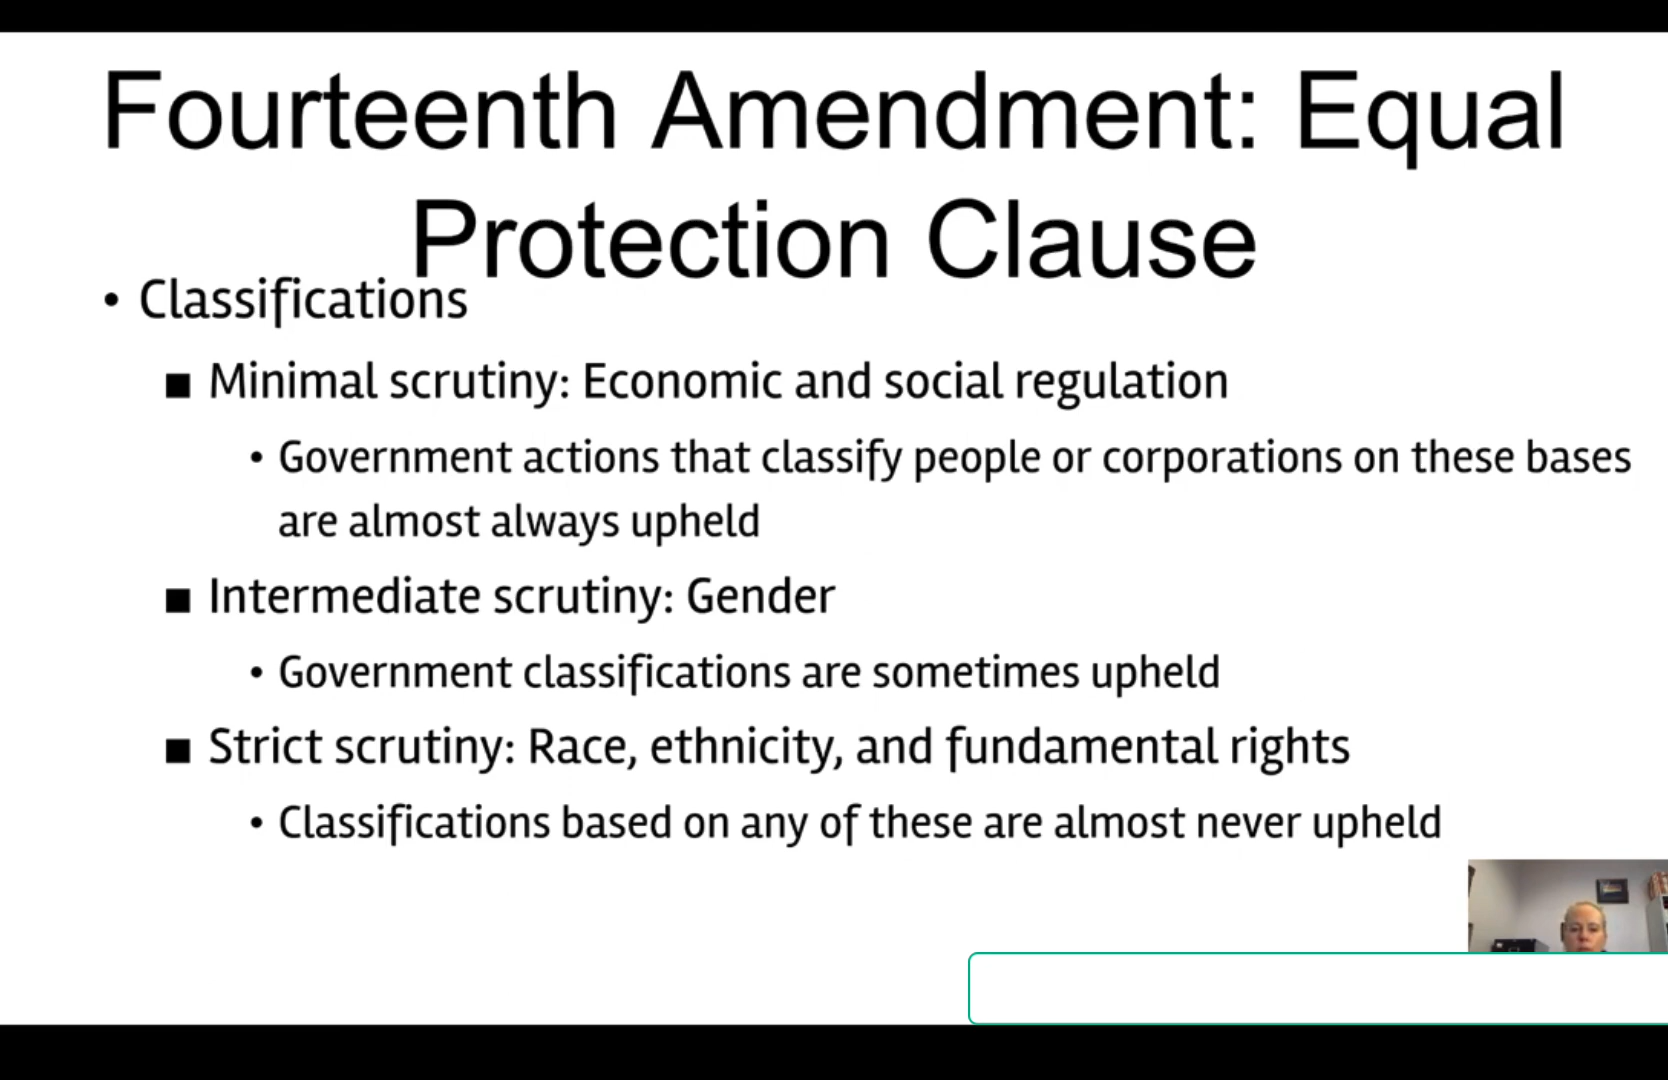 Fourteenth Amendment: Equal
Protection Clause
• Classifications
■ Minimal scrutiny: Economic and social regulation
• Government actions that classify people or corporations on these bases
are almost always upheld
■ Intermediate scrutiny: Gender
• Government classifications are sometimes upheld
■ Strict scrutiny: Race, ethnicity, and fundamental rights
• Classifications based on any of these are almost never upheld